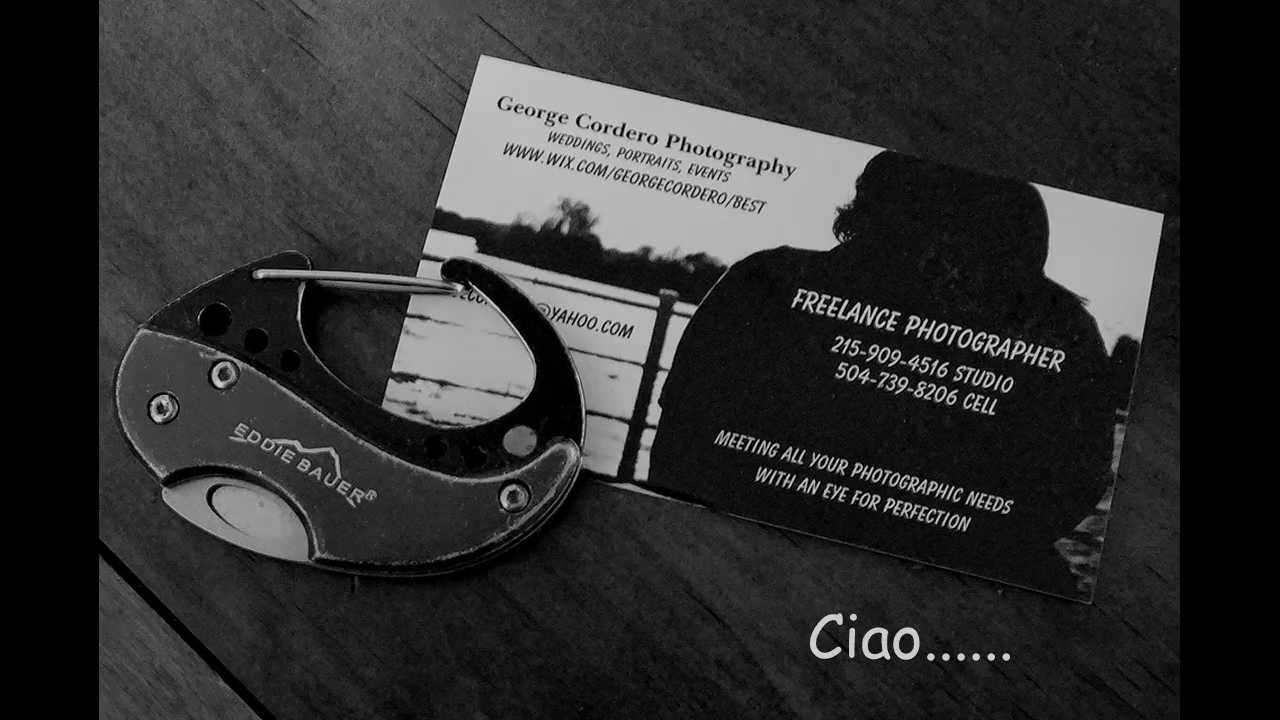 George Cordero Photography
WEDDINGS, PORTRAITS, EVENTS
WWW.WIX.COM/GEORGECORDERO/BEST
@YAHOO.COM
FREELANCE PHOTOGRAPHER
215-909-4516 STUDIO
504-739-8206 CELL
MEETING ALL YOUR PHOTOGRAPHIC NEEDS
WITH AN EYE FOR PERFECTION
EDDIE BAUER®
Ciao......